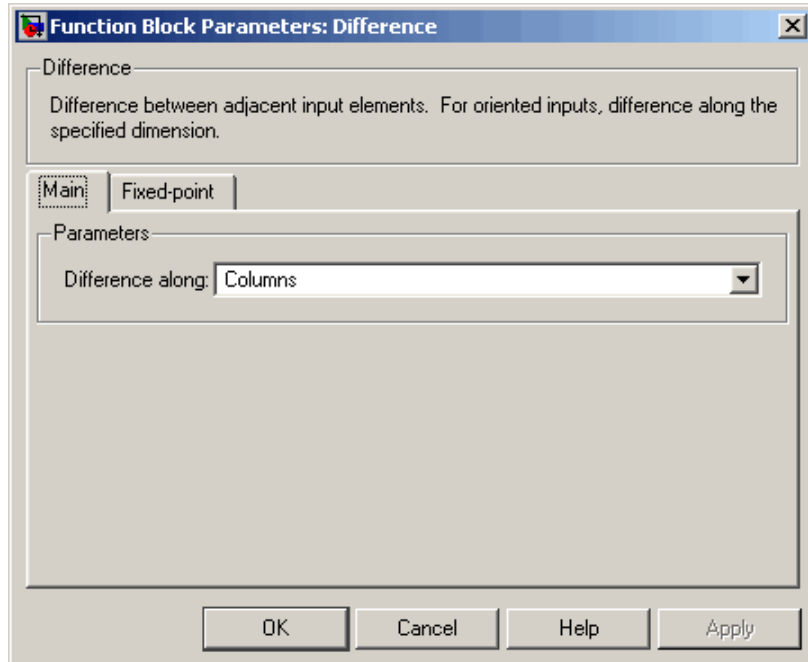 Function Block Parameters: Difference
Difference
Difference between adjacent input elements.  For oriented inputs, difference along the
specified dimension.
Main Fixed-point
Parameters
Difference along: Columns
OK Cancel Help Apply